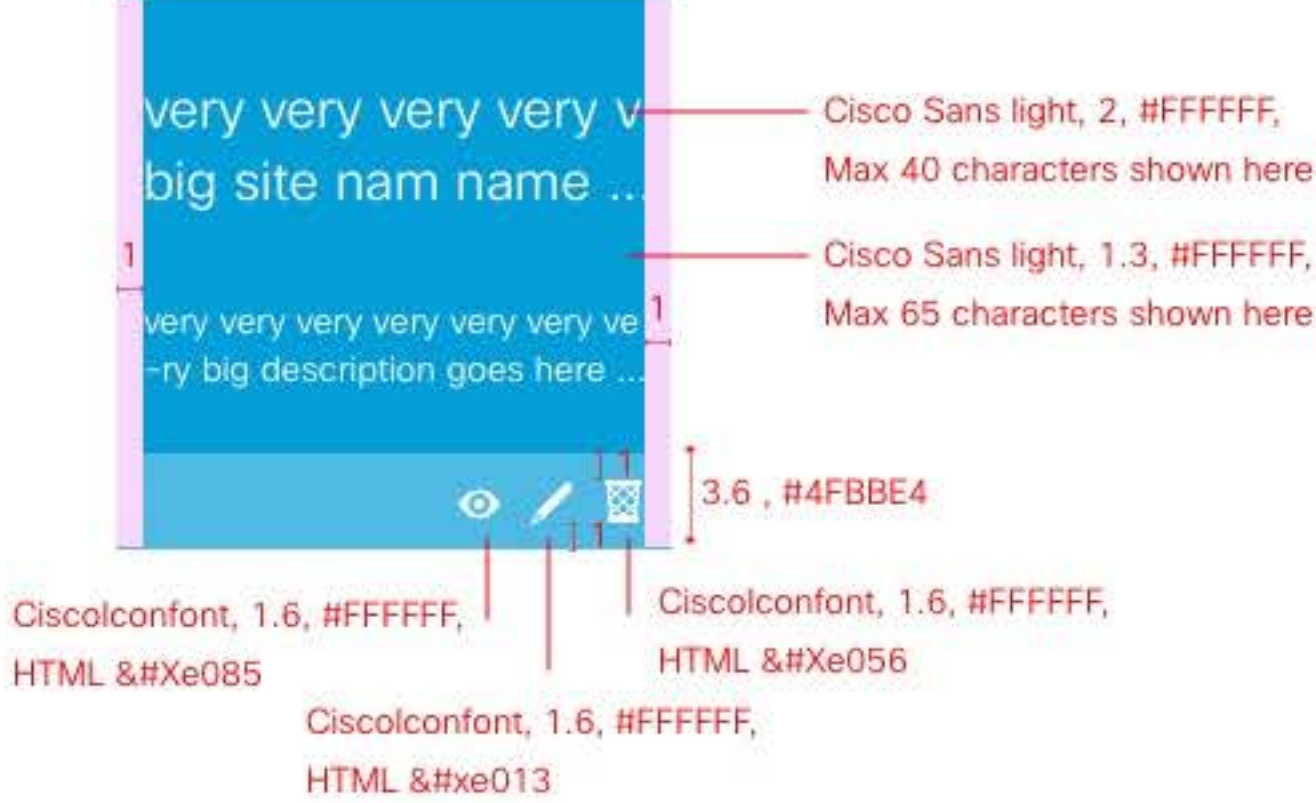 very very very very v
big site nam name ...
Cisco Sans light, 2, #FFFFFF,
Max 40 characters shown here
Cisco Sans light, 1.3, #FFFFFF,
Max 65 characters shown here
1
1
very very very very very very ve
-ry big description goes here ...
1
3.6 , #4FBBE4
1
CiscoIconfont, 1.6, #FFFFFF,
HTML &#Xe085
CiscoIconfont, 1.6, #FFFFFF,
HTML &#Xe056
CiscoIconfont, 1.6, #FFFFFF,
HTML &#xe013